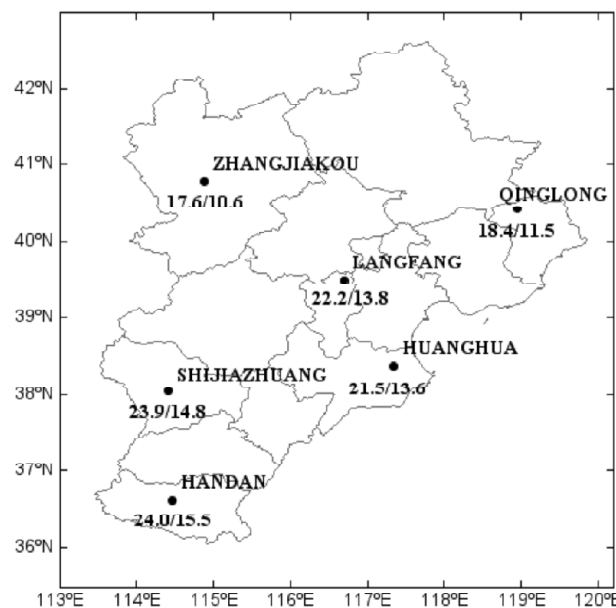 42ºN
41ºN
ZHANGJIAKOU
17.6/10.6
QINGLONG
18.4/11.5
40ºN
LANGFANG
22.2/13.8
39ºN
HUANGHUA
21.5/13.6
SHIJIAZHUANG
23.9/14.8
38ºN
37ºN
HANDAN
24.0/15.5
36ºN
113ºE 114ºE 115ºE 116ºE 117ºE 118ºE 119ºE 120ºE